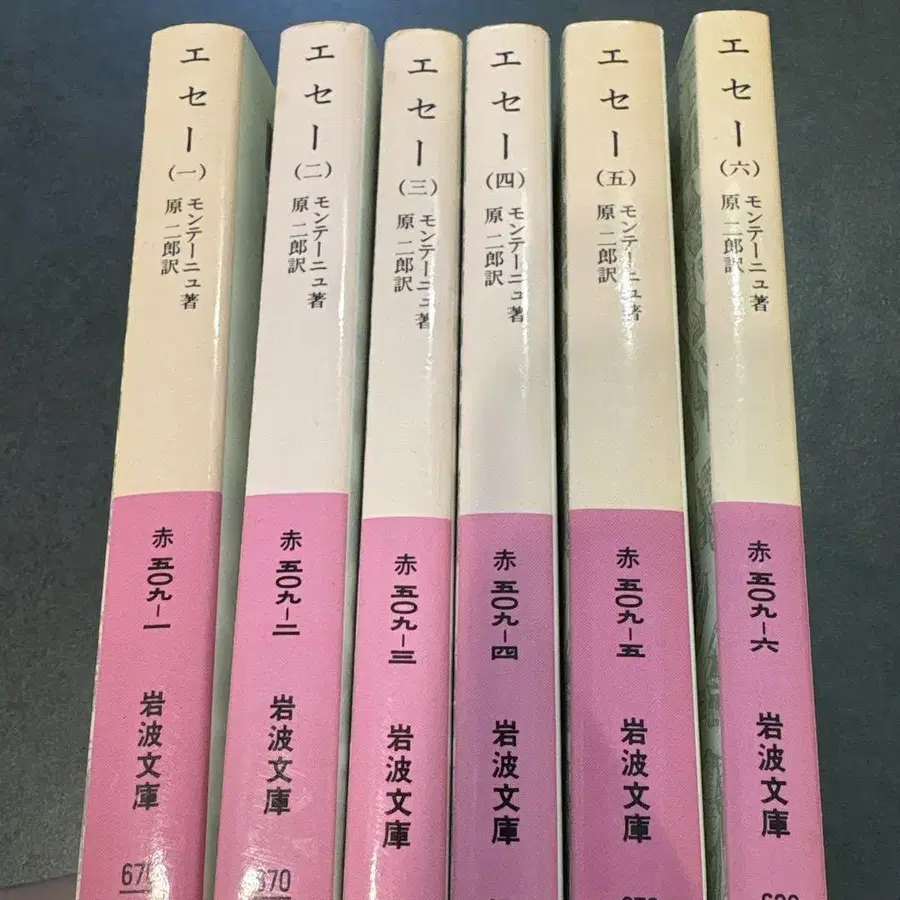 エセー(一)
モンテーニュ著
原二郎訳
赤五〇九-一
岩波文庫
エセー(二)
モンテーニュ著
原二郎訳
赤五〇九-二
岩波文庫
エセー(三)
モンテーニュ著
原二郎訳
赤五〇九-三
岩波文庫
エセー(四)
モンテーニュ著
原二郎訳
赤五〇九-四
岩波文庫
エセー(五)
モンテーニュ著
原二郎訳
赤五〇九-五
岩波文庫
エセー(六)
モンテーニュ著
原二郎訳
赤五〇九-六
岩波文庫